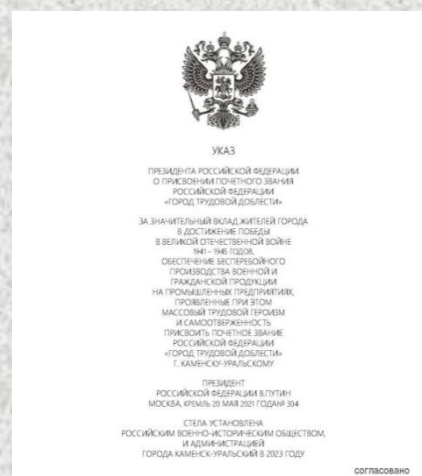 УКАЗ
ПРЕЗИДЕНТА РОССИЙСКОЙ ФЕДЕРАЦИИ
О ПРИСВОЕНИИ ПОЧЕТНОГО ЗВАНИЯ
РОССИЙСКОЙ ФЕДЕРАЦИИ
«ГОРОД ТРУДОВОЙ ДОБЛЕСТИ»
ЗА ЗНАЧИТЕЛЬНЫЙ ВКЛАД ЖИТЕЛЕЙ ГОРОДА
В ДОСТИЖЕНИЕ ПОБЕДЫ
В ВЕЛИКОЙ ОТЕЧЕСТВЕННОЙ ВОЙНЕ
1941 – 1945 ГОДОВ,
ОБЕСПЕЧЕНИЕ БЕСПЕРЕБОЙНОГО
ПРОИЗВОДСТВА ВОЕННОЙ И
ГРАЖДАНСКОЙ ПРОДУКЦИИ
НА ПРОМЫШЛЕННЫХ ПРЕДПРИЯТИЯХ,
ПРОЯВЛЕННЫЕ ПРИ ЭТОМ
МАССОВЫЙ ТРУДОВОЙ ГЕРОИЗМ
И САМООТВЕРЖЕННОСТЬ
ПРИСВОИТЬ ПОЧЕТНОЕ ЗВАНИЕ
РОССИЙСКОЙ ФЕДЕРАЦИИ
«ГОРОД ТРУДОВОЙ ДОБЛЕСТИ»
Г. КАМЕНСКУ-УРАЛЬСКОМУ
ПРЕЗИДЕНТ
РОССИЙСКОЙ ФЕДЕРАЦИИ В.ПУТИН
МОСКВА, КРЕМЛЬ 20 МАЯ 2021 ГОДА№ 304
СТЕЛА УСТАНОВЛЕНА
РОССИЙСКИМ ВОЕННО-ИСТОРИЧЕСКИМ ОБЩЕСТВОМ,
И АДМИНИСТРАЦИЕЙ
ГОРОДА КАМЕНСК-УРАЛЬСКИЙ В 2023 ГОДУ
согласовано